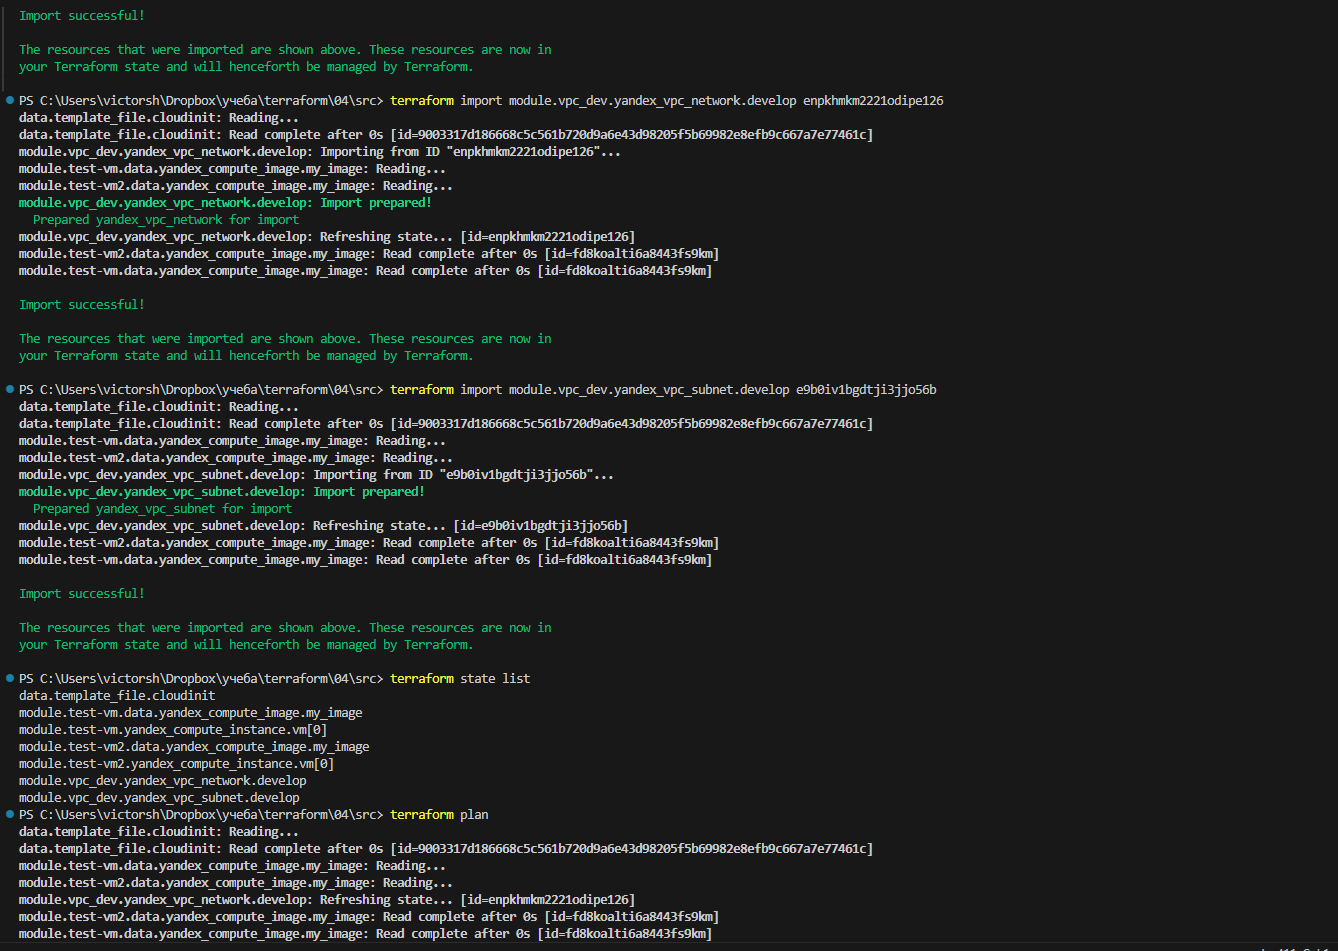 Import successful!
The resources that were imported are shown above. These resources are now in
your Terraform state and will henceforth be managed by Terraform.
PS C:\Users\victorsh\Dropbox\учеба\terraform\04\src> terraform import module.vpc_dev.yandex_vpc_network.develop enpkhmkm2221odipe126
data.template_file.cloudinit: Reading...
data.template_file.cloudinit: Read complete after 0s [id=9003317d186668c5c561b720d9a6e43d98205f5b69982e8efb9c667a7e77461c]
module.vpc_dev.yandex_vpc_network.develop: Importing from ID "enpkhmkm2221odipe126"...
module.test-vm.data.yandex_compute_image.my_image: Reading...
module.test-vm2.data.yandex_compute_image.my_image: Reading...
module.vpc_dev.yandex_vpc_network.develop: Import prepared!
Prepared yandex_vpc_network for import
module.vpc_dev.yandex_vpc_network.develop: Refreshing state... [id=enpkhmkm2221odipe126]
module.test-vm2.data.yandex_compute_image.my_image: Read complete after 0s [id=fd8koalti6a8443fs9km]
module.test-vm.data.yandex_compute_image.my_image: Read complete after 0s [id=fd8koalti6a8443fs9km]
Import successful!
The resources that were imported are shown above. These resources are now in
your Terraform state and will henceforth be managed by Terraform.
PS C:\Users\victorsh\Dropbox\учеба\terraform\04\src> terraform import module.vpc_dev.yandex_vpc_subnet.develop e9b0iv1bgdtji3jjo56b
data.template_file.cloudinit: Reading...
data.template_file.cloudinit: Read complete after 0s [id=9003317d186668c5c561b720d9a6e43d98205f5b69982e8efb9c667a7e77461c]
module.test-vm.data.yandex_compute_image.my_image: Reading...
module.test-vm2.data.yandex_compute_image.my_image: Reading...
module.vpc_dev.yandex_vpc_subnet.develop: Importing from ID "e9b0iv1bgdtji3jjo56b"...
module.vpc_dev.yandex_vpc_subnet.develop: Import prepared!
Prepared yandex_vpc_subnet for import
module.vpc_dev.yandex_vpc_subnet.develop: Refreshing state... [id=e9b0iv1bgdtji3jjo56b]
module.test-vm2.data.yandex_compute_image.my_image: Read complete after 0s [id=fd8koalti6a8443fs9km]
module.test-vm.data.yandex_compute_image.my_image: Read complete after 0s [id=fd8koalti6a8443fs9km]
Import successful!
The resources that were imported are shown above. These resources are now in
your Terraform state and will henceforth be managed by Terraform.
PS C:\Users\victorsh\Dropbox\учеба\terraform\04\src> terraform state list
data.template_file.cloudinit
module.test-vm.data.yandex_compute_image.my_image
module.test-vm.yandex_compute_instance.vm[0]
module.test-vm2.data.yandex_compute_image.my_image
module.test-vm2.yandex_compute_instance.vm[0]
module.vpc_dev.yandex_vpc_network.develop
module.vpc_dev.yandex_vpc_subnet.develop
PS C:\Users\victorsh\Dropbox\учеба\terraform\04\src> terraform plan
data.template_file.cloudinit: Reading...
data.template_file.cloudinit: Read complete after 0s [id=9003317d186668c5c561b720d9a6e43d98205f5b69982e8efb9c667a7e77461c]
module.test-vm.data.yandex_compute_image.my_image: Reading...
module.test-vm2.data.yandex_compute_image.my_image: Reading...
module.vpc_dev.yandex_vpc_network.develop: Refreshing state... [id=enpkhmkm2221odipe126]
module.test-vm2.data.yandex_compute_image.my_image: Read complete after 0s [id=fd8koalti6a8443fs9km]
module.test-vm.data.yandex_compute_image.my_image: Read complete after 0s [id=fd8koalti6a8443fs9km]